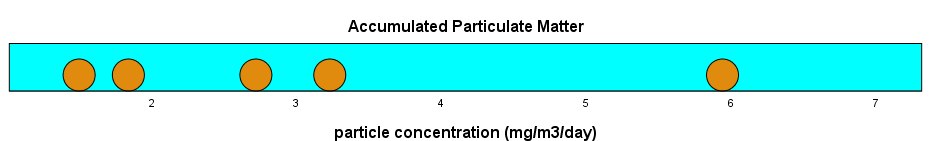 Accumulated Particulate Matter
2 3 4 5 6 7
particle concentration (mg/m3/day)